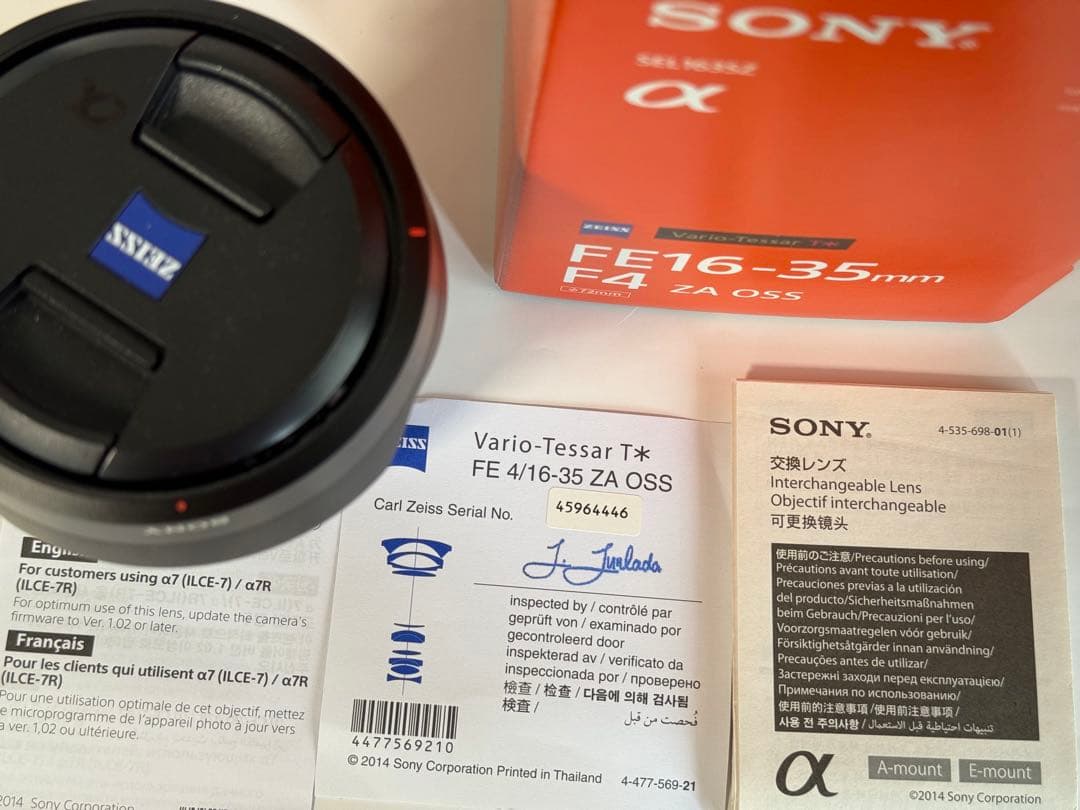 ZEISS
SONY
SONY
SEL1635Z
α
ZEISS
Vario-Tessar T*
FE16-35mm
F4 ZA OSS
φ72mm
ZEISS
Vario-Tessar T*
FE 4/16-35 ZA OSS
Carl Zeiss Serial No.
45964446
inspected by / contrôlé par
geprüft von / examinado por
gecontroleerd door
inspekterad av / verificato da
inspeccionada por / проверено
檢查 / 检查 / 다음에 의해 검사됨
検査 / فُحصت من قبل
4477569210
© 2014 Sony Corporation Printed in Thailand
4-477-569-21
English
For customers using α7 (ILCE-7) / α7R
(ILCE-7R)
For optimum use of this lens, update the camera's
firmware to Ver. 1.02 or later.
Français
Pour les clients qui utilisent α7 (ILCE-7) / α7R
(ILCE-7R)
Pour une utilisation optimale de cet objectif, mettez
le microprogramme de l'appareil photo à jour vers
la ver. 1,02 ou ultérieure.
2014 Sony Corporation
SONY®
4-535-698-01(1)
交換レンズ
Interchangeable Lens
Objectif interchangeable
可更换镜头
使用前のご注意/Precautions before using/
Précautions avant toute utilisation/
Precauciones previas a la utilización
del producto/Sicherheitsmaßnahmen
beim Gebrauch/Precauzioni per l'uso/
Voorzorgsmaatregelen vóór gebruik/
Försiktighetsåtgärder innan användning/
Precauções antes de utilizar/
Застережні заходи перед експлуатацією/
Примечания по использованию/
使用前的注意事項/使用前注意事项/
사용 전 주의사항/ تنبيهات احتياطية قبل الاستعمال
α
A-mount
E-mount
©2014 Sony Corporation